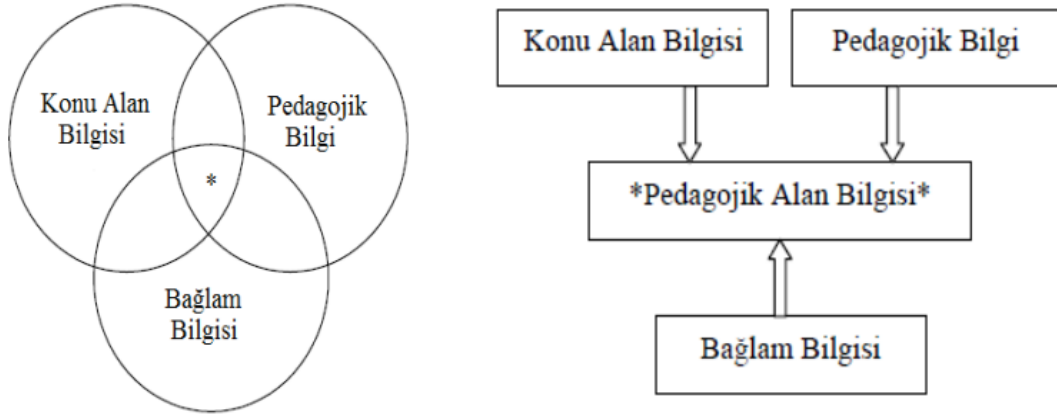 Konu Alan
Bilgisi
Pedagojik
Bilgi
*
Bağlam
Bilgisi
Konu Alan Bilgisi
Pedagojik Bilgi
*Pedagojik Alan Bilgisi*
Bağlam Bilgisi